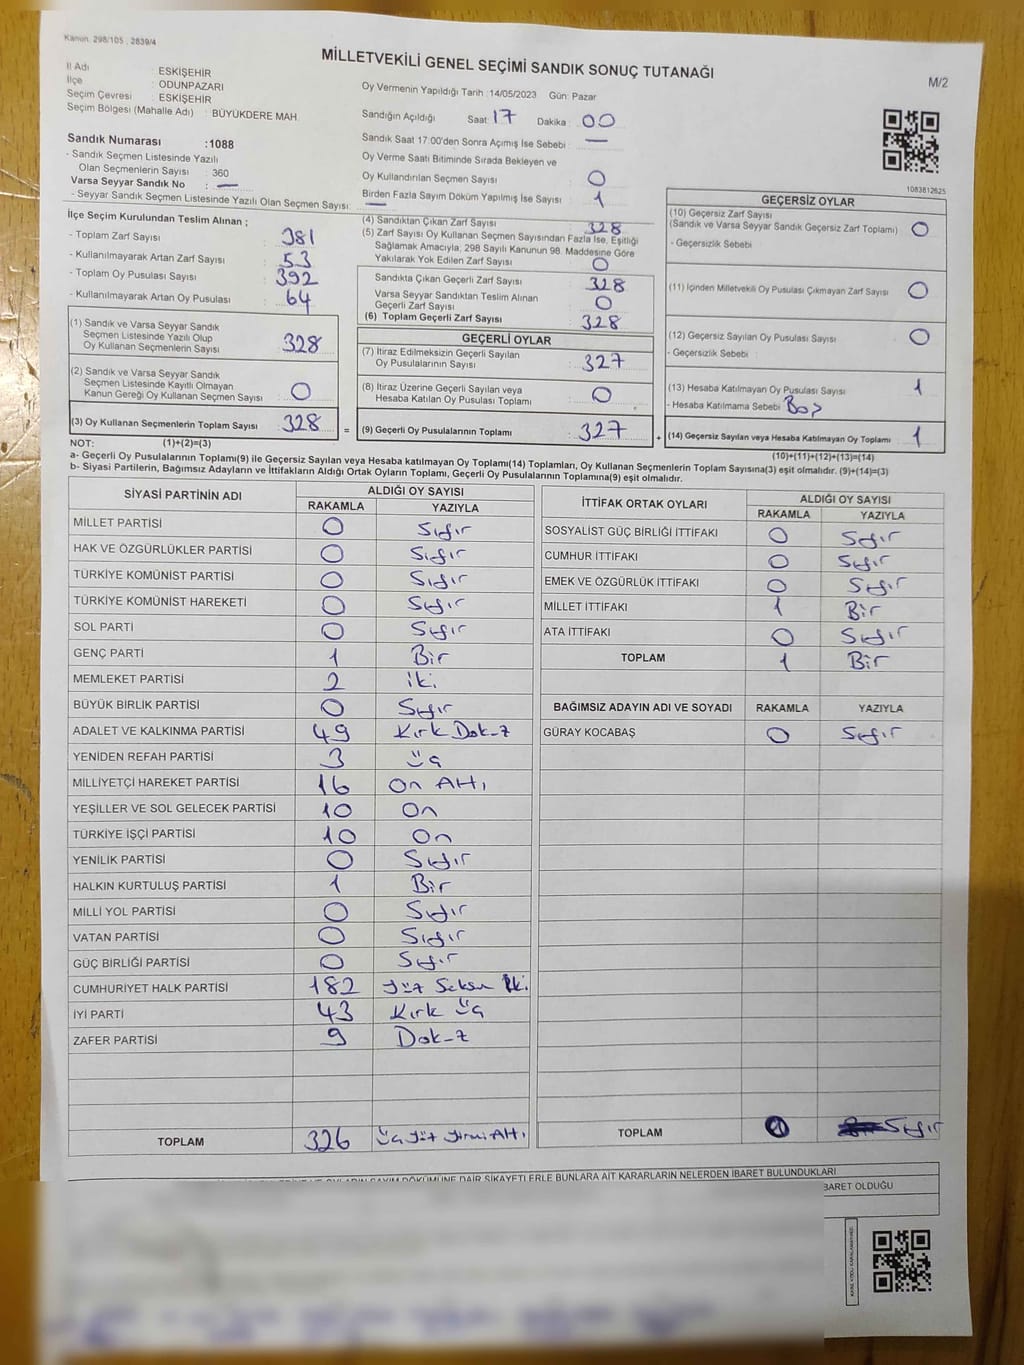 Kanun. 298/105 , 2839/4
MİLLETVEKİLİ GENEL SEÇİMİ SANDIK SONUÇ TUTANAĞI
M/2
İl Adı : ESKİŞEHİR
İlçe : ODUNPAZARI
Seçim Çevresi : ESKİŞEHİR
Seçim Bölgesi (Mahalle Adı) : BÜYÜKDERE MAH.
Oy Vermenin Yapıldığı Tarih :14/05/2023 Gün: Pazar
Sandığın Açıldığı Saat: 17 Dakika : 00
Sandık Saat 17:00'den Sonra Açımış İse Sebebi : —
Oy Verme Saati Bitiminde Sırada Bekleyen ve
Oy Kullandırılan Seçmen Sayısı : 0
Birden Fazla Sayım Döküm Yapılmış İse Sayısı : 1
Sandık Numarası :1088
- Sandık Seçmen Listesinde Yazılı
Olan Seçmenlerin Sayısı : 360
Varsa Seyyar Sandık No : —
- Seyyar Sandık Seçmen Listesinde Yazılı Olan Seçmen Sayısı: —
1083812625
İlçe Seçim Kurulundan Teslim Alınan ;
- Toplam Zarf Sayısı : 381
- Kullanılmayarak Artan Zarf Sayısı : 53
- Toplam Oy Pusulası Sayısı : 392
- Kullanılmayarak Artan Oy Pusulası : 64
(1) Sandık ve Varsa Seyyar Sandık
Seçmen Listesinde Yazılı Olup
Oy Kullanan Seçmenlerin Sayısı : 328
(2) Sandık ve Varsa Seyyar Sandık
Seçmen Listesinde Kayıtlı Olmayan
Kanun Gereği Oy Kullanan Seçmen Sayısı : 0
(3) Oy Kullanan Seçmenlerin Toplam Sayısı : 328
(4) Sandıktan Çıkan Zarf Sayısı : 328
(5) Zarf Sayısı Oy Kullanan Seçmen Sayısından Fazla İse, Eşitliği
Sağlamak Amacıyla; 298 Sayılı Kanunun 98. Maddesine Göre
Yakılarak Yok Edilen Zarf Sayısı : 0
Sandıkta Çıkan Geçerli Zarf Sayısı : 328
Varsa Seyyar Sandıktan Teslim Alınan
Geçerli Zarf Sayısı : 0
(6) Toplam Geçerli Zarf Sayısı : 328
GEÇERLİ OYLAR
(7) İtiraz Edilmeksizin Geçerli Sayılan
Oy Pusulalarının Sayısı : 327
(8) İtiraz Üzerine Geçerli Sayılan veya
Hesaba Katılan Oy Pusulası Toplamı : 0
= (9) Geçerli Oy Pusulalarının Toplamı : 327
GEÇERSİZ OYLAR
(10) Geçersiz Zarf Sayısı
(Sandık ve Varsa Seyyar Sandık Geçersiz Zarf Toplamı) : 0
- Geçersizlik Sebebi :
(11) İçinden Milletvekili Oy Pusulası Çıkmayan Zarf Sayısı : 0
(12) Geçersiz Sayılan Oy Pusulası Sayısı : 0
- Geçersizlik Sebebi :
(13) Hesaba Katılmayan Oy Pusulası Sayısı : 1
- Hesaba Katılmama Sebebi : Boş
+ (14) Geçersiz Sayılan veya Hesaba Katılmayan Oy Toplamı : 1
NOT: (1)+(2)=(3)
(10)+(11)+(12)+(13)=(14)
a- Geçerli Oy Pusulalarının Toplamı(9) ile Geçersiz Sayılan veya Hesaba katılmayan Oy Toplamı(14) Toplamları, Oy Kullanan Seçmenlerin Toplam Sayısına(3) eşit olmalıdır. (9)+(14)=(3)
b- Siyasi Partilerin, Bağımsız Adayların ve İttifakların Aldığı Ortak Oyların Toplamı, Geçerli Oy Pusulalarının Toplamına(9) eşit olmalıdır.
SİYASİ PARTİNİN ADI ALDIĞI OY SAYISI
RAKAMLA YAZIYLA
MİLLET PARTİSİ 0 Sıfır
HAK VE ÖZGÜRLÜKLER PARTİSİ 0 Sıfır
TÜRKİYE KOMÜNİST PARTİSİ 0 Sıfır
TÜRKİYE KOMÜNİST HAREKETİ 0 Sıfır
SOL PARTİ 0 Sıfır
GENÇ PARTİ 1 Bir
MEMLEKET PARTİSİ 2 iki
BÜYÜK BİRLİK PARTİSİ 0 Sıfır
ADALET VE KALKINMA PARTİSİ 49 Kırk Dokuz
YENİDEN REFAH PARTİSİ 3 üç
MİLLİYETÇİ HAREKET PARTİSİ 16 On Altı
YEŞİLLER VE SOL GELECEK PARTİSİ 10 On
TÜRKİYE İŞÇİ PARTİSİ 10 On
YENİLİK PARTİSİ 0 Sıfır
HALKIN KURTULUŞ PARTİSİ 1 Bir
MİLLİ YOL PARTİSİ 0 Sıfır
VATAN PARTİSİ 0 Sıfır
GÜÇ BİRLİĞİ PARTİSİ 0 Sıfır
CUMHURİYET HALK PARTİSİ 182 Yüz Seksen İki
İYİ PARTİ 43 Kırk üç
ZAFER PARTİSİ 9 Dokuz
TOPLAM 326 üç Yüz Yirmi Altı
İTTİFAK ORTAK OYLARI ALDIĞI OY SAYISI
RAKAMLA YAZIYLA
SOSYALİST GÜÇ BİRLİĞİ İTTİFAKI 0 Sıfır
CUMHUR İTTİFAKI 0 Sıfır
EMEK VE ÖZGÜRLÜK İTTİFAKI 0 Sıfır
MİLLET İTTİFAKI 1 Bir
ATA İTTİFAKI 0 Sıfır
TOPLAM 1 Bir
BAĞIMSIZ ADAYIN ADI VE SOYADI RAKAMLA YAZIYLA
GÜRAY KOCABAŞ 0 Sıfır
TOPLAM 0 Sıfır
DÖKÜMÜNE DAİR ŞİKAYETLERLE BUNLARA AİT KARARLARIN NELERDEN İBARET BULUNDUKLARI
BARET OLDUĞU